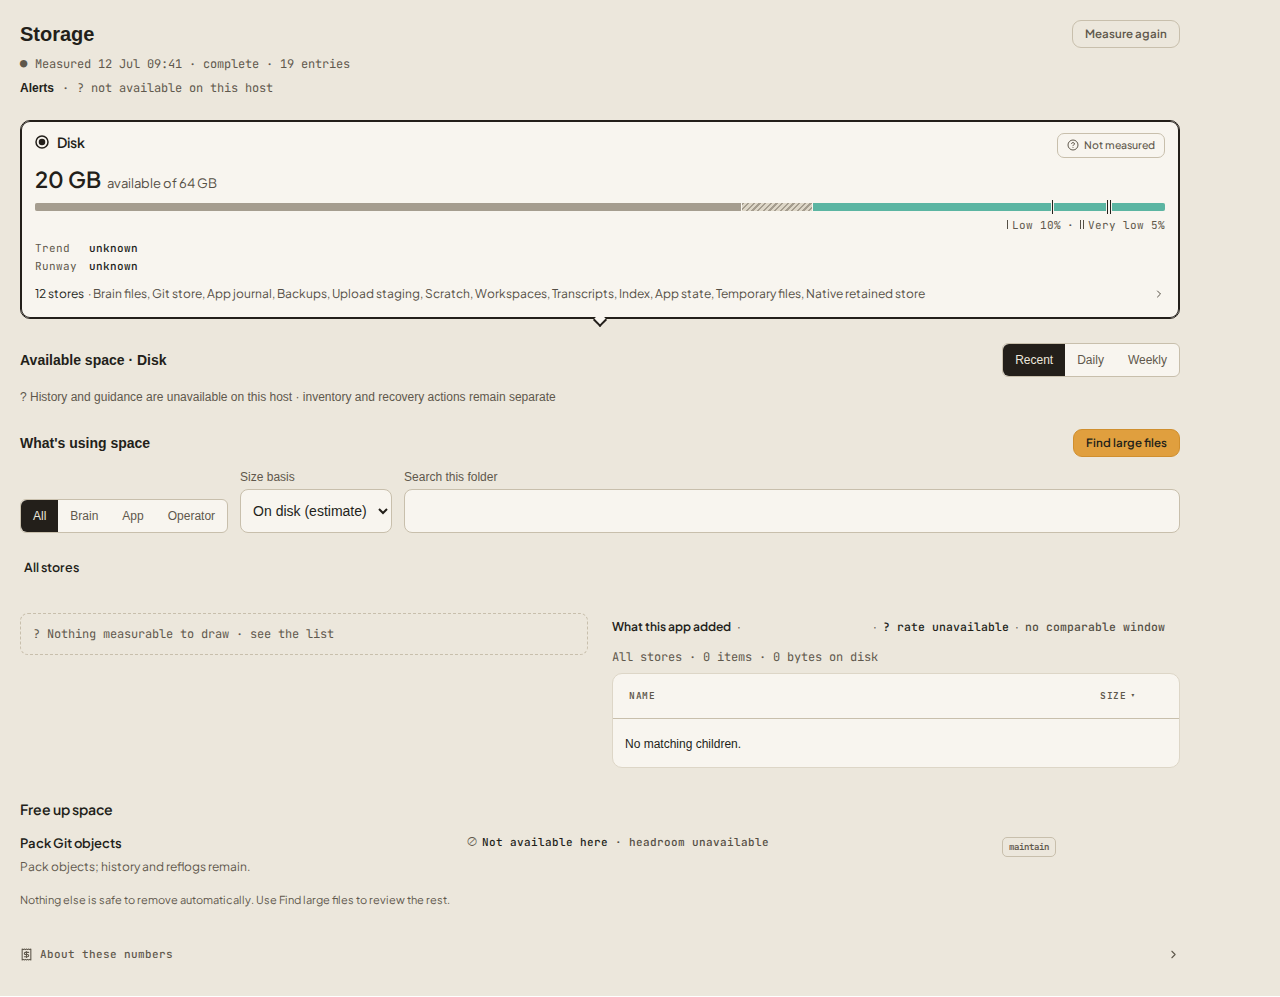 Storage
Measure again
Measured 12 Jul 09:41 · complete · 19 entries
Alerts · ? not available on this host
Disk
Not measured
20 GB available of 64 GB
Low 10% · Very low 5%
Trend unknown
Runway unknown
12 stores · Brain files, Git store, App journal, Backups, Upload staging, Scratch, Workspaces, Transcripts, Index, App state, Temporary files, Native retained store
Available space · Disk
Recent Daily Weekly
? History and guidance are unavailable on this host · inventory and recovery actions remain separate
What's using space
Find large files
Size basis
Search this folder
All Brain App Operator
On disk (estimate)
All stores
? Nothing measurable to draw · see the list
What this app added · · ? rate unavailable · no comparable window
All stores · 0 items · 0 bytes on disk
NAME SIZE
No matching children.
Free up space
Pack Git objects
Not available here · headroom unavailable
maintain
Pack objects; history and reflogs remain.
Nothing else is safe to remove automatically. Use Find large files to review the rest.
About these numbers